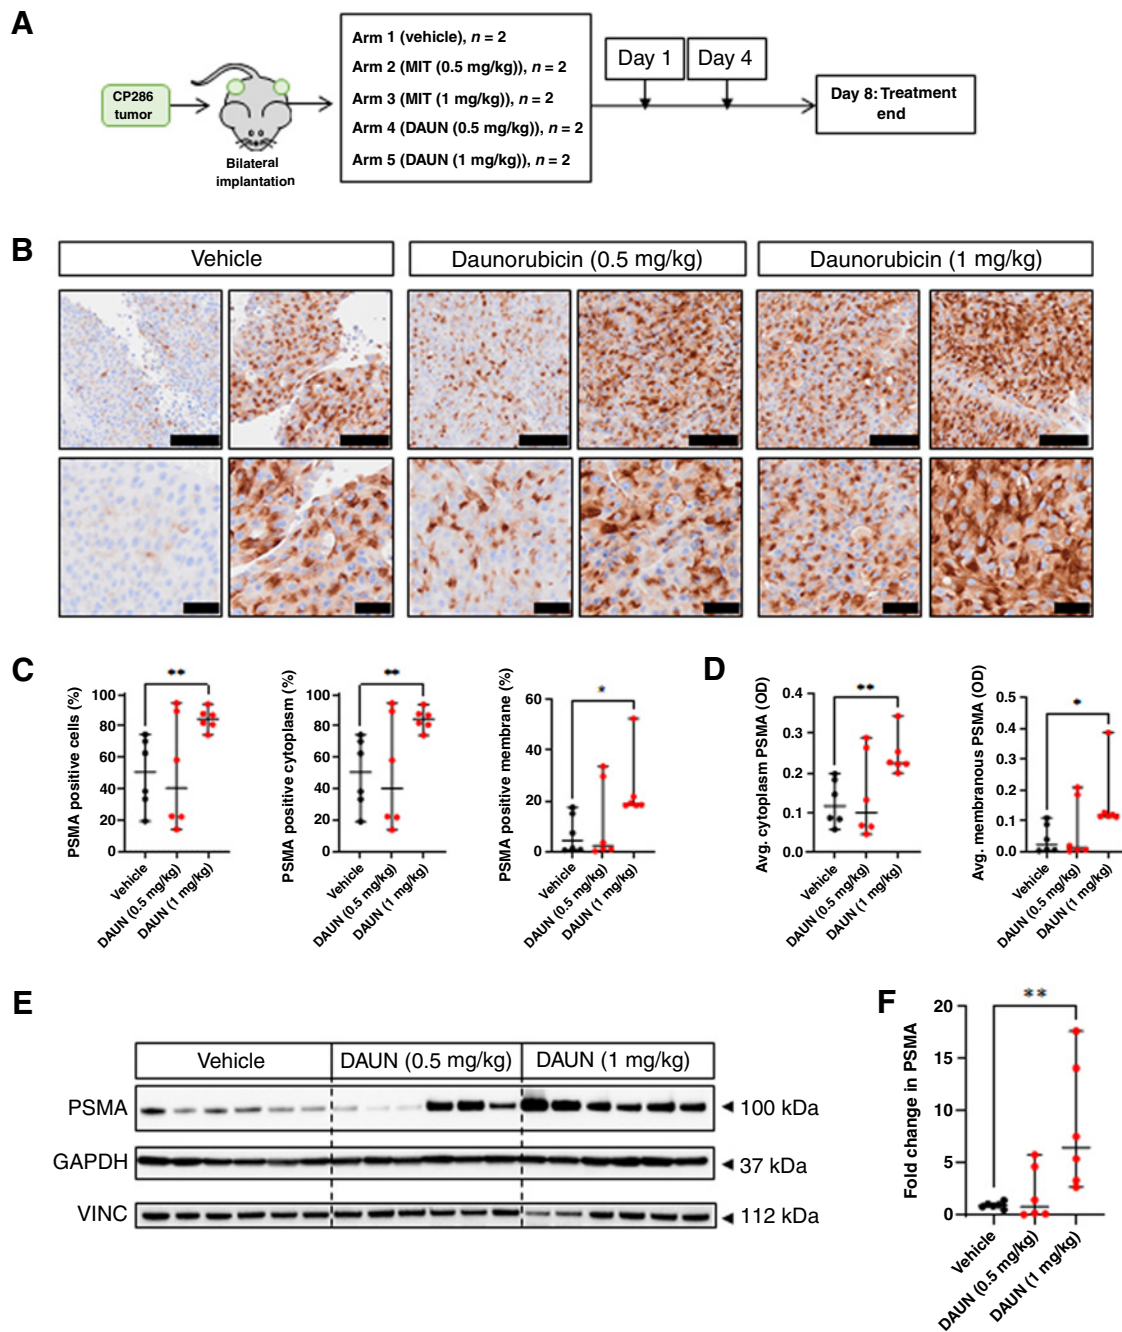 A
CP286
tumor
Bilateral
implantation
Arm 1 (vehicle), n = 2
Arm 2 (MIT (0.5 mg/kg)), n = 2
Arm 3 (MIT (1 mg/kg)), n = 2
Arm 4 (DAUN (0.5 mg/kg)), n = 2
Arm 5 (DAUN (1 mg/kg)), n = 2
Day 1
Day 4
Day 8: Treatment
end
B
Vehicle
Daunorubicin (0.5 mg/kg)
Daunorubicin (1 mg/kg)
C
PSMA positive cells (%)
100
80
60
40
20
0
**
Vehicle
DAUN (0.5 mg/kg)
DAUN (1 mg/kg)
PSMA positive cytoplasm (%)
100
80
60
40
20
0
**
Vehicle
DAUN (0.5 mg/kg)
DAUN (1 mg/kg)
PSMA positive membrane (%)
60
40
20
0
*
Vehicle
DAUN (0.5 mg/kg)
DAUN (1 mg/kg)
D
Avg. cytoplasm PSMA (OD)
0.4
0.3
0.2
0.1
0.0
**
Vehicle
DAUN (0.5 mg/kg)
DAUN (1 mg/kg)
Avg. membranous PSMA (OD)
0.5
0.4
0.3
0.2
0.1
0.0
*
Vehicle
DAUN (0.5 mg/kg)
DAUN (1 mg/kg)
E
Vehicle
DAUN (0.5 mg/kg)
DAUN (1 mg/kg)
PSMA
100 kDa
GAPDH
37 kDa
VINC
112 kDa
F
Fold change in PSMA
20
15
10
5
0
**
Vehicle
DAUN (0.5 mg/kg)
DAUN (1 mg/kg)